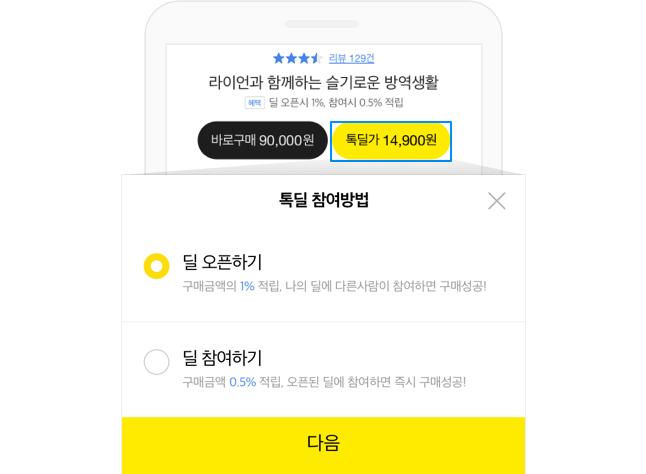 리뷰 129건
라이언과 함께하는 슬기로운 방역생활
혜택 딜 오픈시 1%, 참여시 0.5% 적립
바로구매 90,000원 톡딜가 14,900원
톡딜 참여방법
딜 오픈하기
구매금액의 1% 적립, 나의 딜에 다른사람이 참여하면 구매성공!
딜 참여하기
구매금액 0.5% 적립, 오픈된 딜에 참여하면 즉시 구매성공!
다음